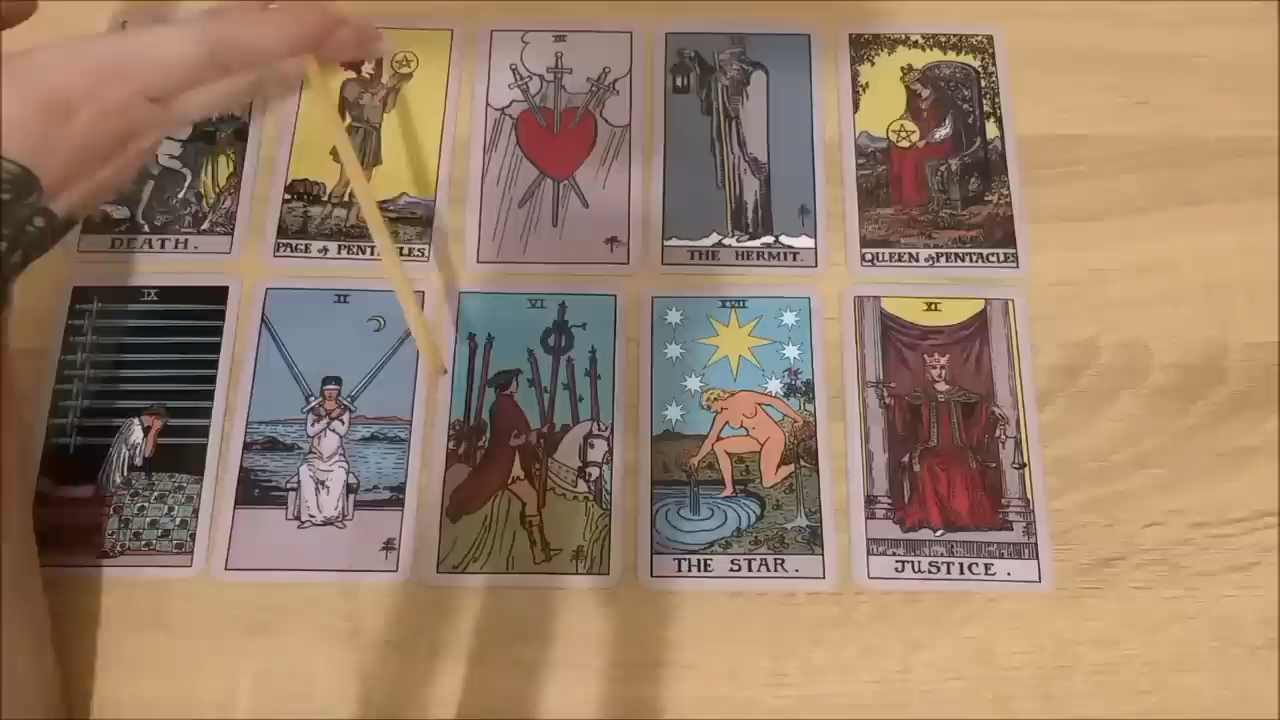 III
DEATH.
PAGE of PENTACLES.
THE HERMIT.
QUEEN of PENTACLES
IX
II
VI
XVII
XI
THE STAR.
JUSTICE.